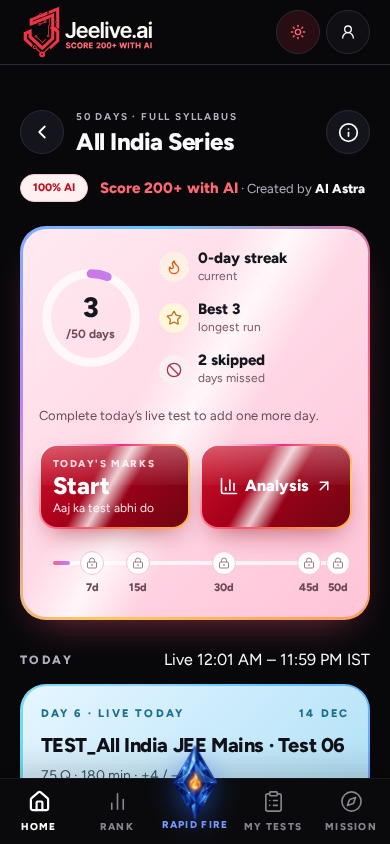 Jeelive.ai
SCORE 200+ WITH AI
50 DAYS · FULL SYLLABUS
All India Series
100% AI
Score 200+ with AI · Created by AI Astra
3
/50 days
0-day streak
current
Best 3
longest run
2 skipped
days missed
Complete today's live test to add one more day.
TODAY'S MARKS
Start
Aaj ka test abhi do
Analysis
7d 15d 30d 45d 50d
TODAY
Live 12:01 AM – 11:59 PM IST
DAY 6 · LIVE TODAY
14 DEC
TEST_All India JEE Mains · Test 06
75 Q · 180 min · +4 / −
HOME
RANK
RAPID FIRE
MY TESTS
MISSION